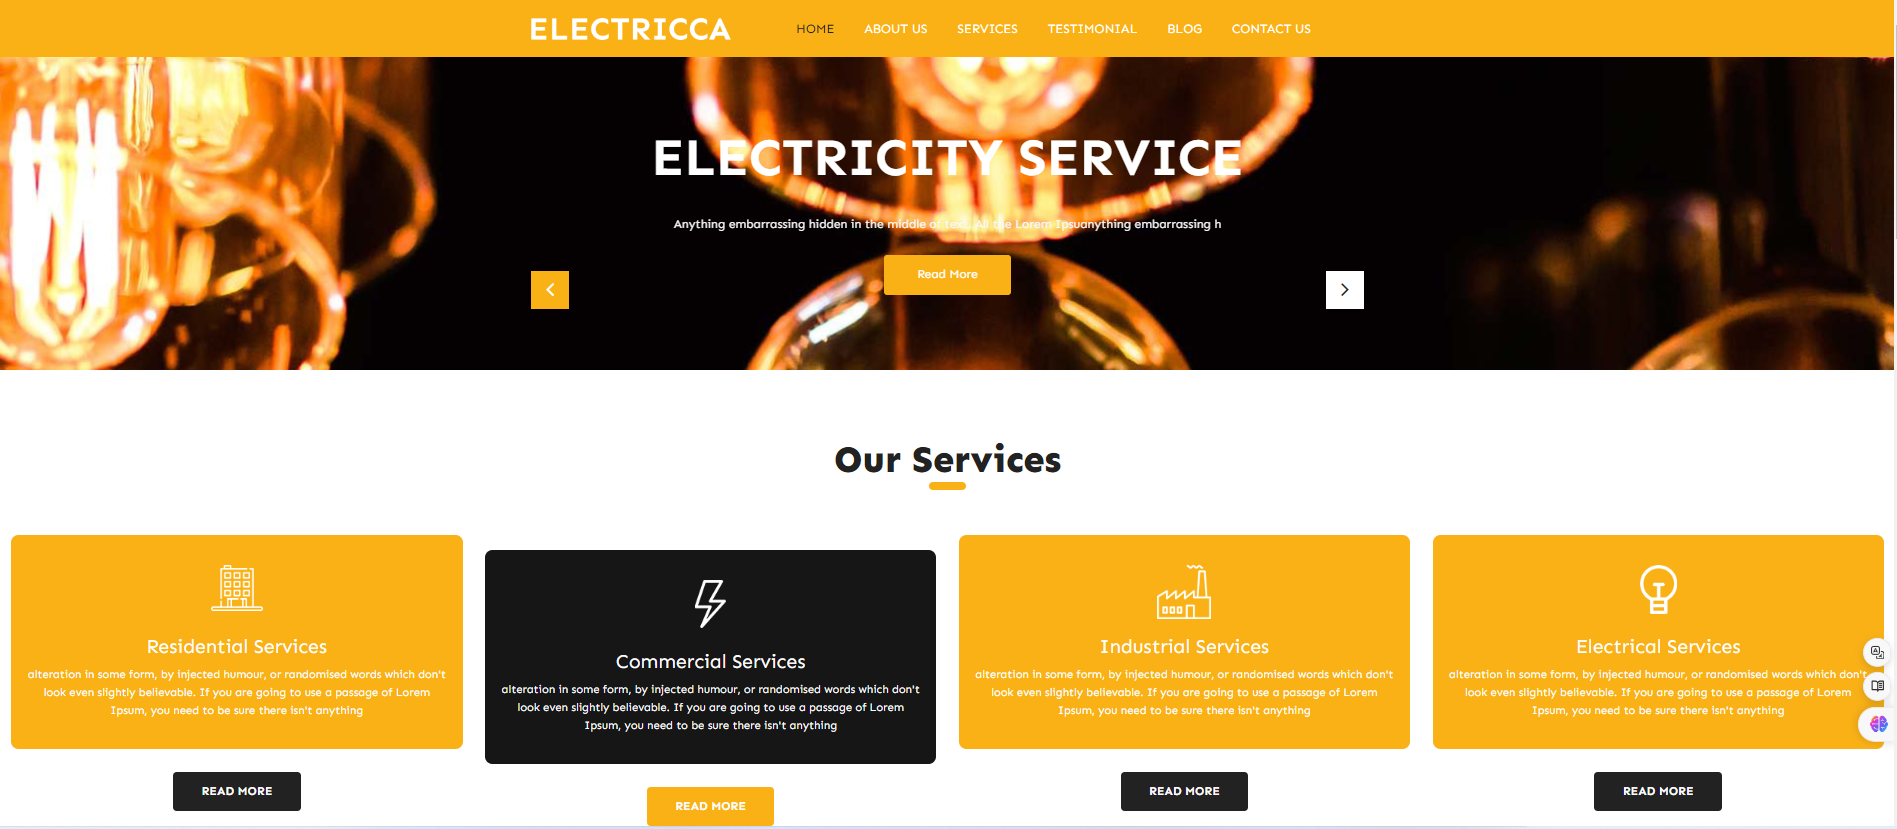 ELECTRICCA
HOME ABOUT US SERVICES TESTIMONIAL BLOG CONTACT US
ELECTRICITY SERVICE
Anything embarrassing hidden in the middle of text. All the Lorem Ipsuanything embarrassing h
Read More
Our Services
Residential Services
alteration in some form, by injected humour, or randomised words which don't
look even slightly believable. If you are going to use a passage of Lorem
Ipsum, you need to be sure there isn't anything
READ MORE
Commercial Services
alteration in some form, by injected humour, or randomised words which don't
look even slightly believable. If you are going to use a passage of Lorem
Ipsum, you need to be sure there isn't anything
READ MORE
Industrial Services
alteration in some form, by injected humour, or randomised words which don't
look even slightly believable. If you are going to use a passage of Lorem
Ipsum, you need to be sure there isn't anything
READ MORE
Electrical Services
alteration in some form, by injected humour, or randomised words which don't
look even slightly believable. If you are going to use a passage of Lorem
Ipsum, you need to be sure there isn't anything
READ MORE